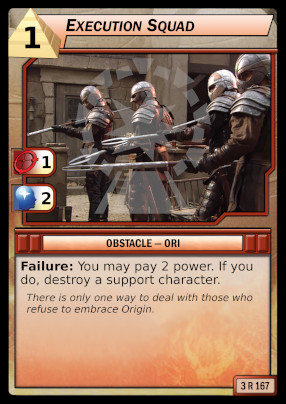 1
EXECUTION SQUAD
1
2
OBSTACLE – ORI
Failure: You may pay 2 power. If you
do, destroy a support character.
There is only one way to deal with those who
refuse to embrace Origin.
3 R 167